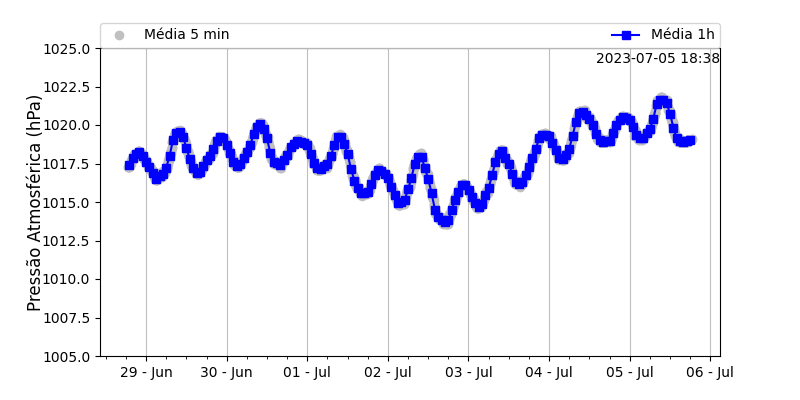 Média 5 min
Média 1h
2023-07-05 18:38
Pressão Atmosférica (hPa)
1025.0
1022.5
1020.0
1017.5
1015.0
1012.5
1010.0
1007.5
1005.0
29 - Jun
30 - Jun
01 - Jul
02 - Jul
03 - Jul
04 - Jul
05 - Jul
06 - Jul